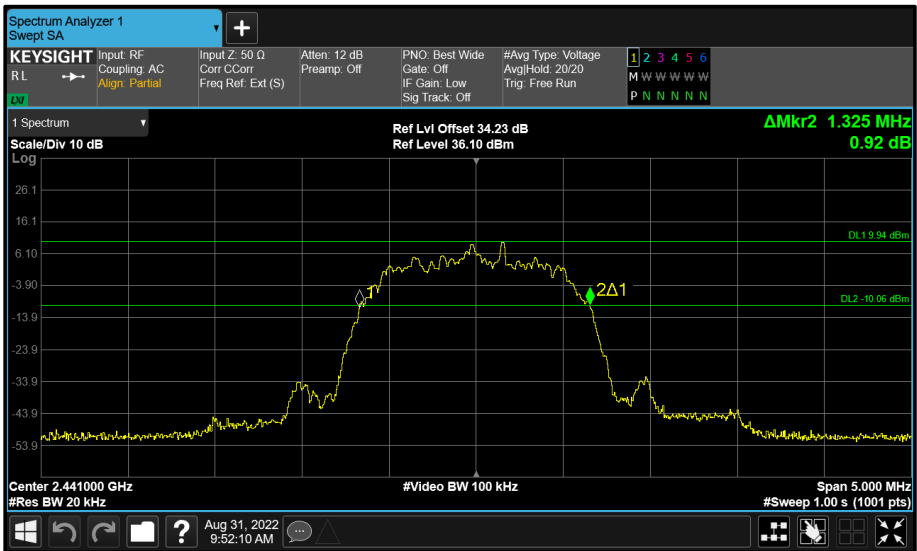 Spectrum Analyzer 1
Swept SA
+
KEYSIGHT
R L
LXI
Input: RF
Coupling: AC
Align: Partial
Input Z: 50 Ω
Corr CCorr
Freq Ref: Ext (S)
Atten: 12 dB
Preamp: Off
PNO: Best Wide
Gate: Off
IF Gain: Low
Sig Track: Off
#Avg Type: Voltage
Avg|Hold: 20/20
Trig: Free Run
1 2 3 4 5 6
M W W W W W
P N N N N N
1 Spectrum
Scale/Div 10 dB
Ref Lvl Offset 34.23 dB
Ref Level 36.10 dBm
ΔMkr2 1.325 MHz
0.92 dB
Log
26.1
16.1
6.10
-3.90
-13.9
-23.9
-33.9
-43.9
-53.9
DL1 9.94 dBm
1
2Δ1
DL2 -10.06 dBm
Center 2.441000 GHz
#Res BW 20 kHz
#Video BW 100 kHz
Span 5.000 MHz
#Sweep 1.00 s (1001 pts)
?
Aug 31, 2022
9:52:10 AM